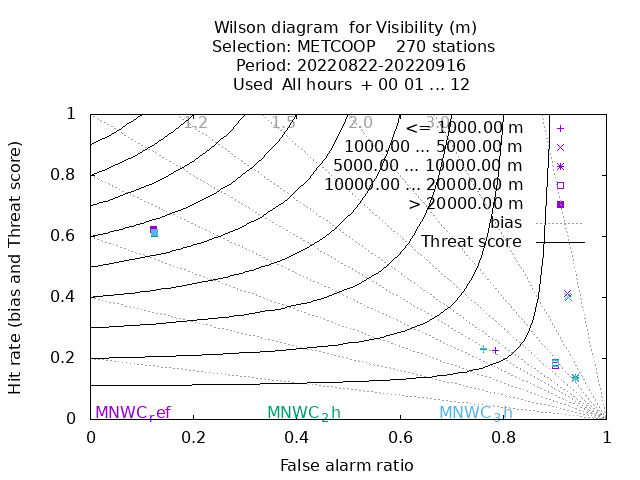 Wilson diagram  for Visibility (m)
Selection: METCOOP    270 stations
Period: 20220822-20220916
Used  All hours  + 00 01 ... 12
1.2 1.5 2.0 3.0
<= 1000.00 m
1000.00 ... 5000.00 m
5000.00 ... 10000.00 m
10000.00 ... 20000.00 m
> 20000.00 m
bias
Threat score
1
0.8
0.6
0.4
0.2
0
Hit rate (bias and Threat score)
MNWC_ref MNWC_2h MNWC_3h
0 0.2 0.4 0.6 0.8 1
False alarm ratio